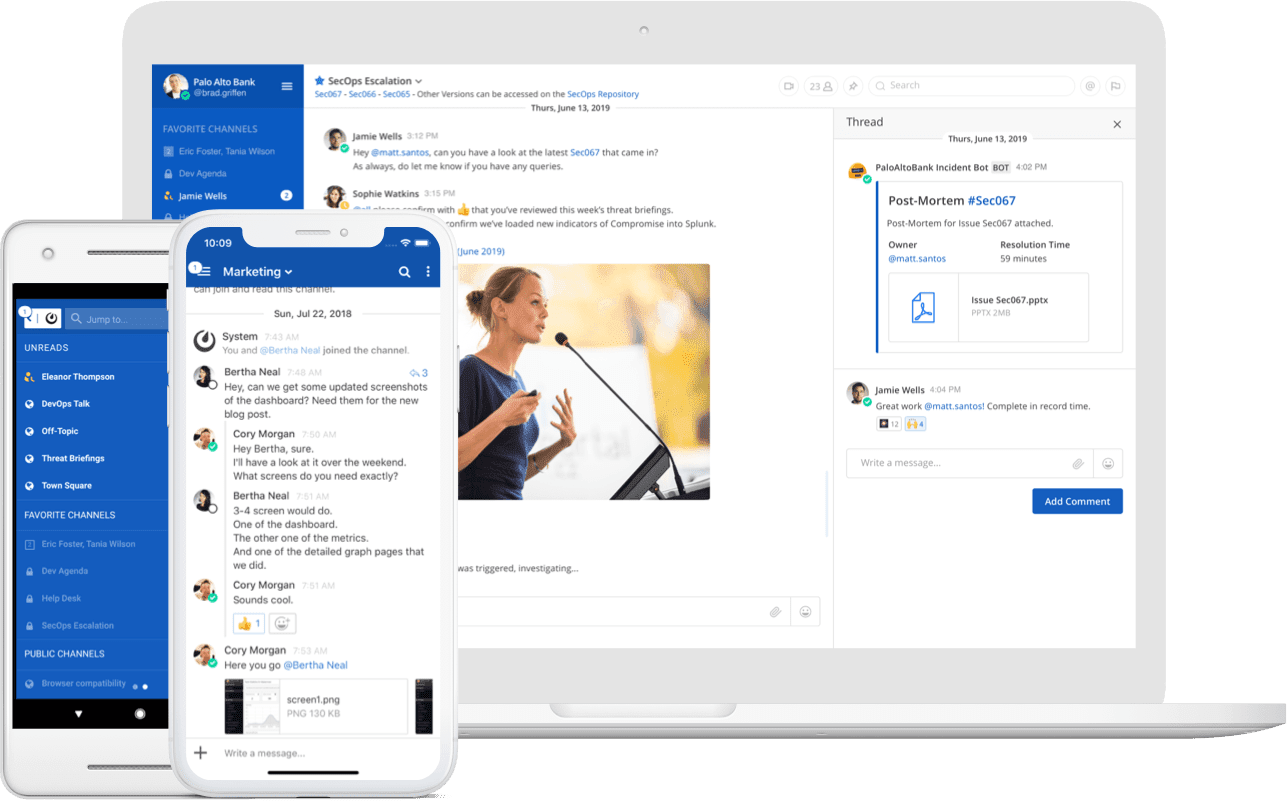 Palo Alto Bank
@brad.griffen
FAVORITE CHANNELS
2 Eric Foster, Tania Wilson
Dev Agenda
Jamie Wells 2
SecOps Escalation
Sec067 - Sec066 - Sec065 - Other Versions can be accessed on the SecOps Repository
23
Search
@
Thurs, June 13, 2019
Jamie Wells 3:12 PM
Hey @matt.santos, can you have a look at the latest Sec067 that came in?
As always, do let me know if you have any queries.
Sophie Watkins 3:15 PM
confirm with 👍 that you've reviewed this week's threat briefings.
confirm we've loaded new indicators of Compromise into Splunk.
(June 2019)
was triggered, investigating...
Thread
Thurs, June 13, 2019
PaloAltoBank Incident Bot BOT 4:02 PM
Post-Mortem #Sec067
Post-Mortem for Issue Sec067 attached.
Owner Resolution Time
@matt.santos 59 minutes
Issue Sec067.pptx
PPTX 2MB
Jamie Wells 4:04 PM
Great work @matt.santos! Complete in record time.
12 4
Write a message...
Add Comment
1
Jump to...
UNREADS
Eleanor Thompson
DevOps Talk
Off-Topic
Threat Briefings
Town Square
FAVORITE CHANNELS
2 Eric Foster, Tania Wilson
Dev Agenda
Help Desk
SecOps Escalation
PUBLIC CHANNELS
Browser compatibility
10:09
1 Marketing
can join and read this channel.
Sun, Jul 22, 2018
System 7:43 AM
You and @Bertha Neal joined the channel.
Bertha Neal 7:48 AM 3
Hey, can we get some updated screenshots
of the dashboard? Need them for the new
blog post.
Cory Morgan 7:50 AM
Hey Bertha, sure.
I'll have a look at it over the weekend.
What screens do you need exactly?
Bertha Neal 7:51 AM
3-4 screen would do.
One of the dashboard.
The other one of the metrics.
And one of the detailed graph pages that
we did.
Cory Morgan 7:51 AM
Sounds cool.
👍 1
Cory Morgan 7:53 AM
Here you go @Bertha Neal
screen1.png
PNG 130 KB
Write a message...